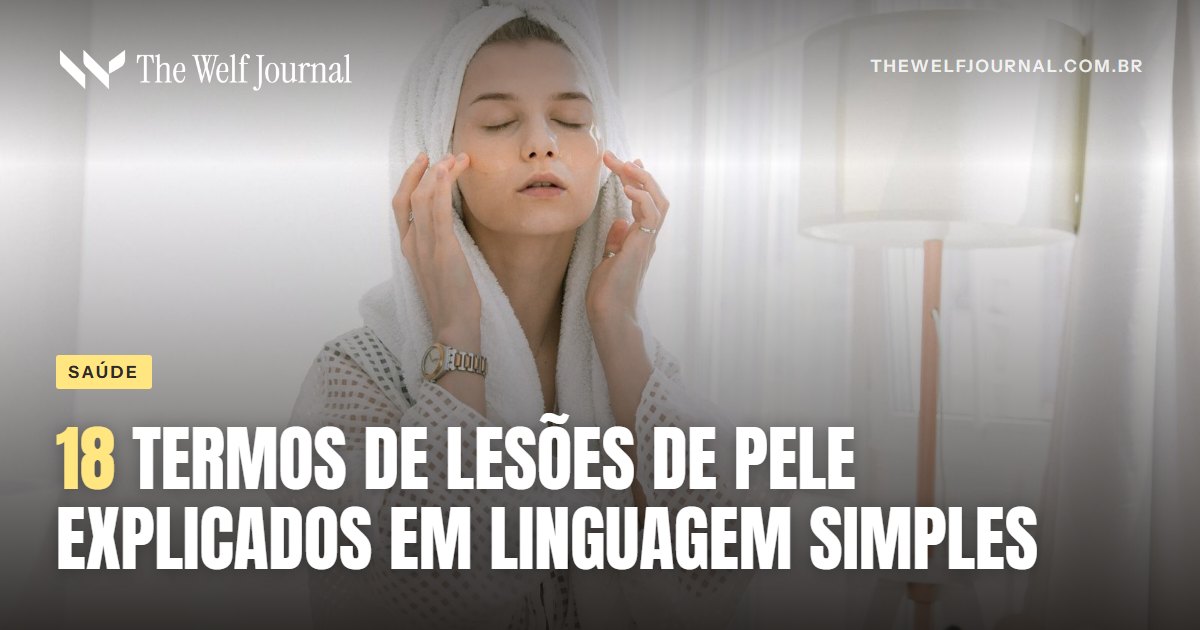 The Welf Journal
THEWELFJOURNAL.COM.BR
SAÚDE
18 TERMOS DE LESÕES DE PELE
EXPLICADOS EM LINGUAGEM SIMPLES